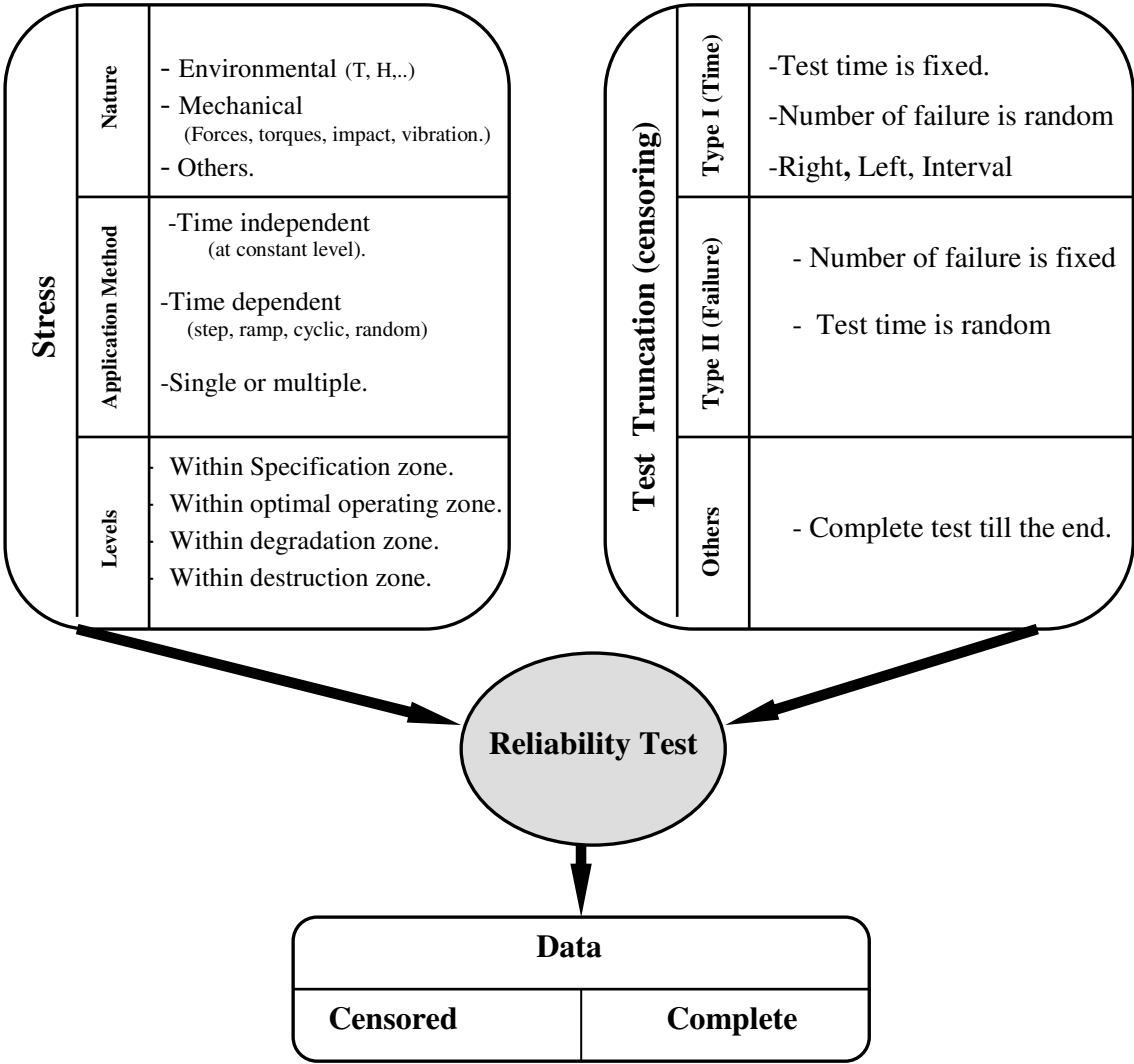 Stress
Nature
- Environmental (T, H,..)
- Mechanical
(Forces, torques, impact, vibration.)
- Others.
Application Method
-Time independent
(at constant level).
-Time dependent
(step, ramp, cyclic, random)
-Single or multiple.
Levels
- Within Specification zone.
- Within optimal operating zone.
- Within degradation zone.
- Within destruction zone.
Test Truncation (censoring)
Type I (Time)
-Test time is fixed.
-Number of failure is random
-Right, Left, Interval
Type II (Failure)
- Number of failure is fixed
- Test time is random
Others
- Complete test till the end.
Reliability Test
Data
Censored Complete